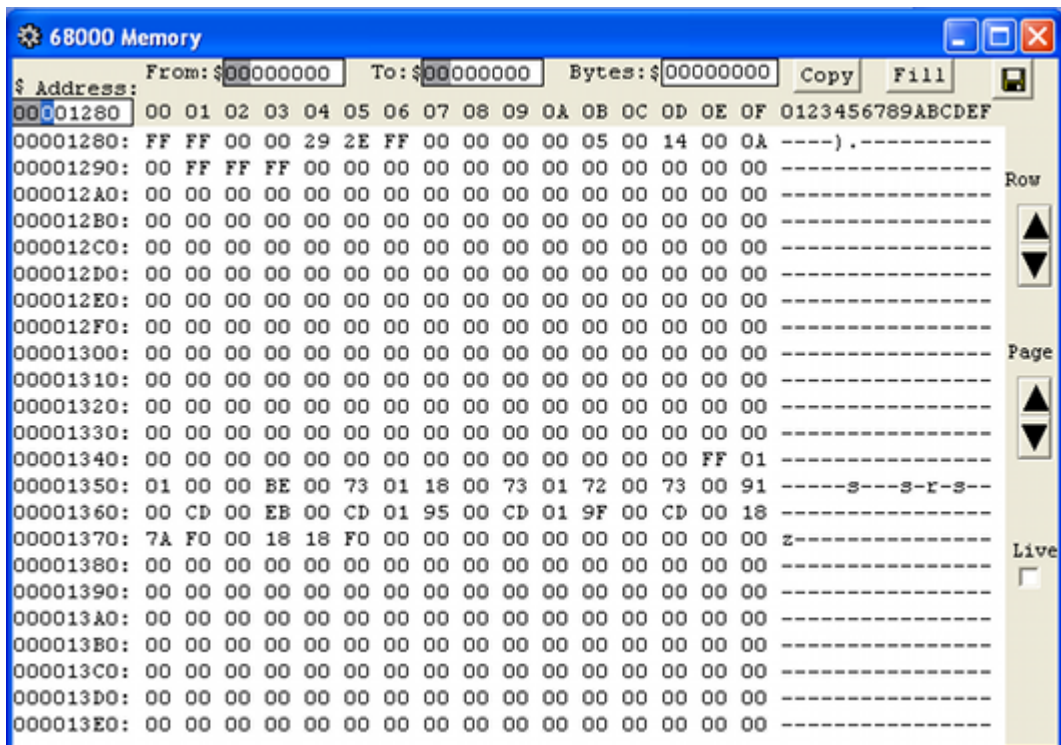 68000 Memory
From:$00000000 To:$00000000 Bytes:$00000000 Copy Fill
$ Address:
00001280 00 01 02 03 04 05 06 07 08 09 0A 0B 0C 0D 0E 0F 0123456789ABCDEF
00001280: FF FF 00 00 29 2E FF 00 00 00 00 05 00 14 00 0A ----).----------
00001290: 00 FF FF FF 00 00 00 00 00 00 00 00 00 00 00 00 ----------------
Row
000012A0: 00 00 00 00 00 00 00 00 00 00 00 00 00 00 00 00 ----------------
000012B0: 00 00 00 00 00 00 00 00 00 00 00 00 00 00 00 00 ----------------
000012C0: 00 00 00 00 00 00 00 00 00 00 00 00 00 00 00 00 ----------------
000012D0: 00 00 00 00 00 00 00 00 00 00 00 00 00 00 00 00 ----------------
000012E0: 00 00 00 00 00 00 00 00 00 00 00 00 00 00 00 00 ----------------
000012F0: 00 00 00 00 00 00 00 00 00 00 00 00 00 00 00 00 ----------------
00001300: 00 00 00 00 00 00 00 00 00 00 00 00 00 00 00 00 ---------------- Page
00001310: 00 00 00 00 00 00 00 00 00 00 00 00 00 00 00 00 ----------------
00001320: 00 00 00 00 00 00 00 00 00 00 00 00 00 00 00 00 ----------------
00001330: 00 00 00 00 00 00 00 00 00 00 00 00 00 00 00 00 ----------------
00001340: 00 00 00 00 00 00 00 00 00 00 00 00 00 00 FF 01 ----------------
00001350: 01 00 00 BE 00 73 01 18 00 73 01 72 00 73 00 91 -----s---s-r-s--
00001360: 00 CD 00 EB 00 CD 01 95 00 CD 01 9F 00 CD 00 18 ----------------
00001370: 7A F0 00 18 18 F0 00 00 00 00 00 00 00 00 00 00 z---------------
Live
00001380: 00 00 00 00 00 00 00 00 00 00 00 00 00 00 00 00 ----------------
00001390: 00 00 00 00 00 00 00 00 00 00 00 00 00 00 00 00 ----------------
000013A0: 00 00 00 00 00 00 00 00 00 00 00 00 00 00 00 00 ----------------
000013B0: 00 00 00 00 00 00 00 00 00 00 00 00 00 00 00 00 ----------------
000013C0: 00 00 00 00 00 00 00 00 00 00 00 00 00 00 00 00 ----------------
000013D0: 00 00 00 00 00 00 00 00 00 00 00 00 00 00 00 00 ----------------
000013E0: 00 00 00 00 00 00 00 00 00 00 00 00 00 00 00 00 ----------------